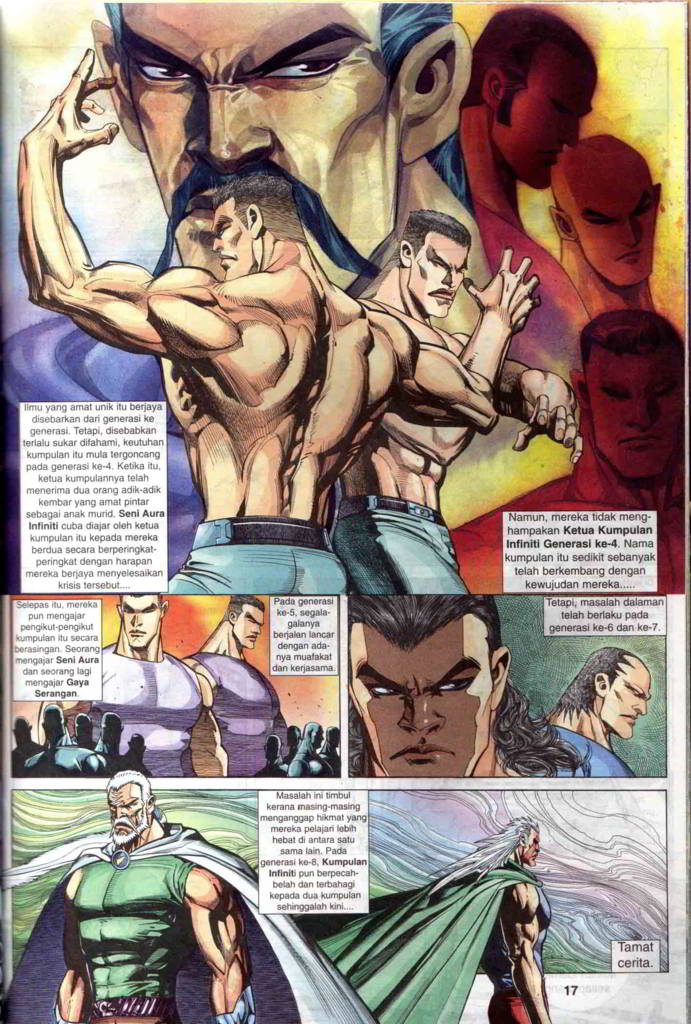 Ilmu yang amat unik itu berjaya
disebarkan dari generasi ke
generasi. Tetapi, disebabkan
terlalu sukar difahami, keutuhan
kumpulan itu mula tergoncang
pada generasi ke-4. Ketika itu,
ketua kumpulannya telah
menerima dua orang adik-adik
kembar yang amat pintar
sebagai anak murid. Seni Aura
Infiniti cuba diajar oleh ketua
kumpulan itu kepada mereka
berdua secara berperingkat-
peringkat dengan harapan
mereka berjaya menyelesaikan
krisis tersebut....
Namun, mereka tidak meng-
hampakan Ketua Kumpulan
Infiniti Generasi ke-4. Nama
kumpulan itu sedikit sebanyak
telah berkembang dengan
kewujudan mereka.....
Selepas itu, mereka
pun mengajar
pengikut-pengikut
kumpulan itu secara
berasingan. Seorang
mengajar Seni Aura
dan seorang lagi
mengajar Gaya
Serangan.
Pada generasi
ke-5, segala-
galanya
berjalan lancar
dengan ada-
nya muafakat
dan kerjasama.
Tetapi, masalah dalaman
telah berlaku pada
generasi ke-6 dan ke-7.
Masalah ini timbul
kerana masing-masing
menganggap hikmat yang
mereka pelajari lebih
hebat di antara satu
sama lain. Pada
generasi ke-8, Kumpulan
Infiniti pun berpecah-
belah dan terbahagi
kepada dua kumpulan
sehinggalah kini....
Tamat
cerita.
17